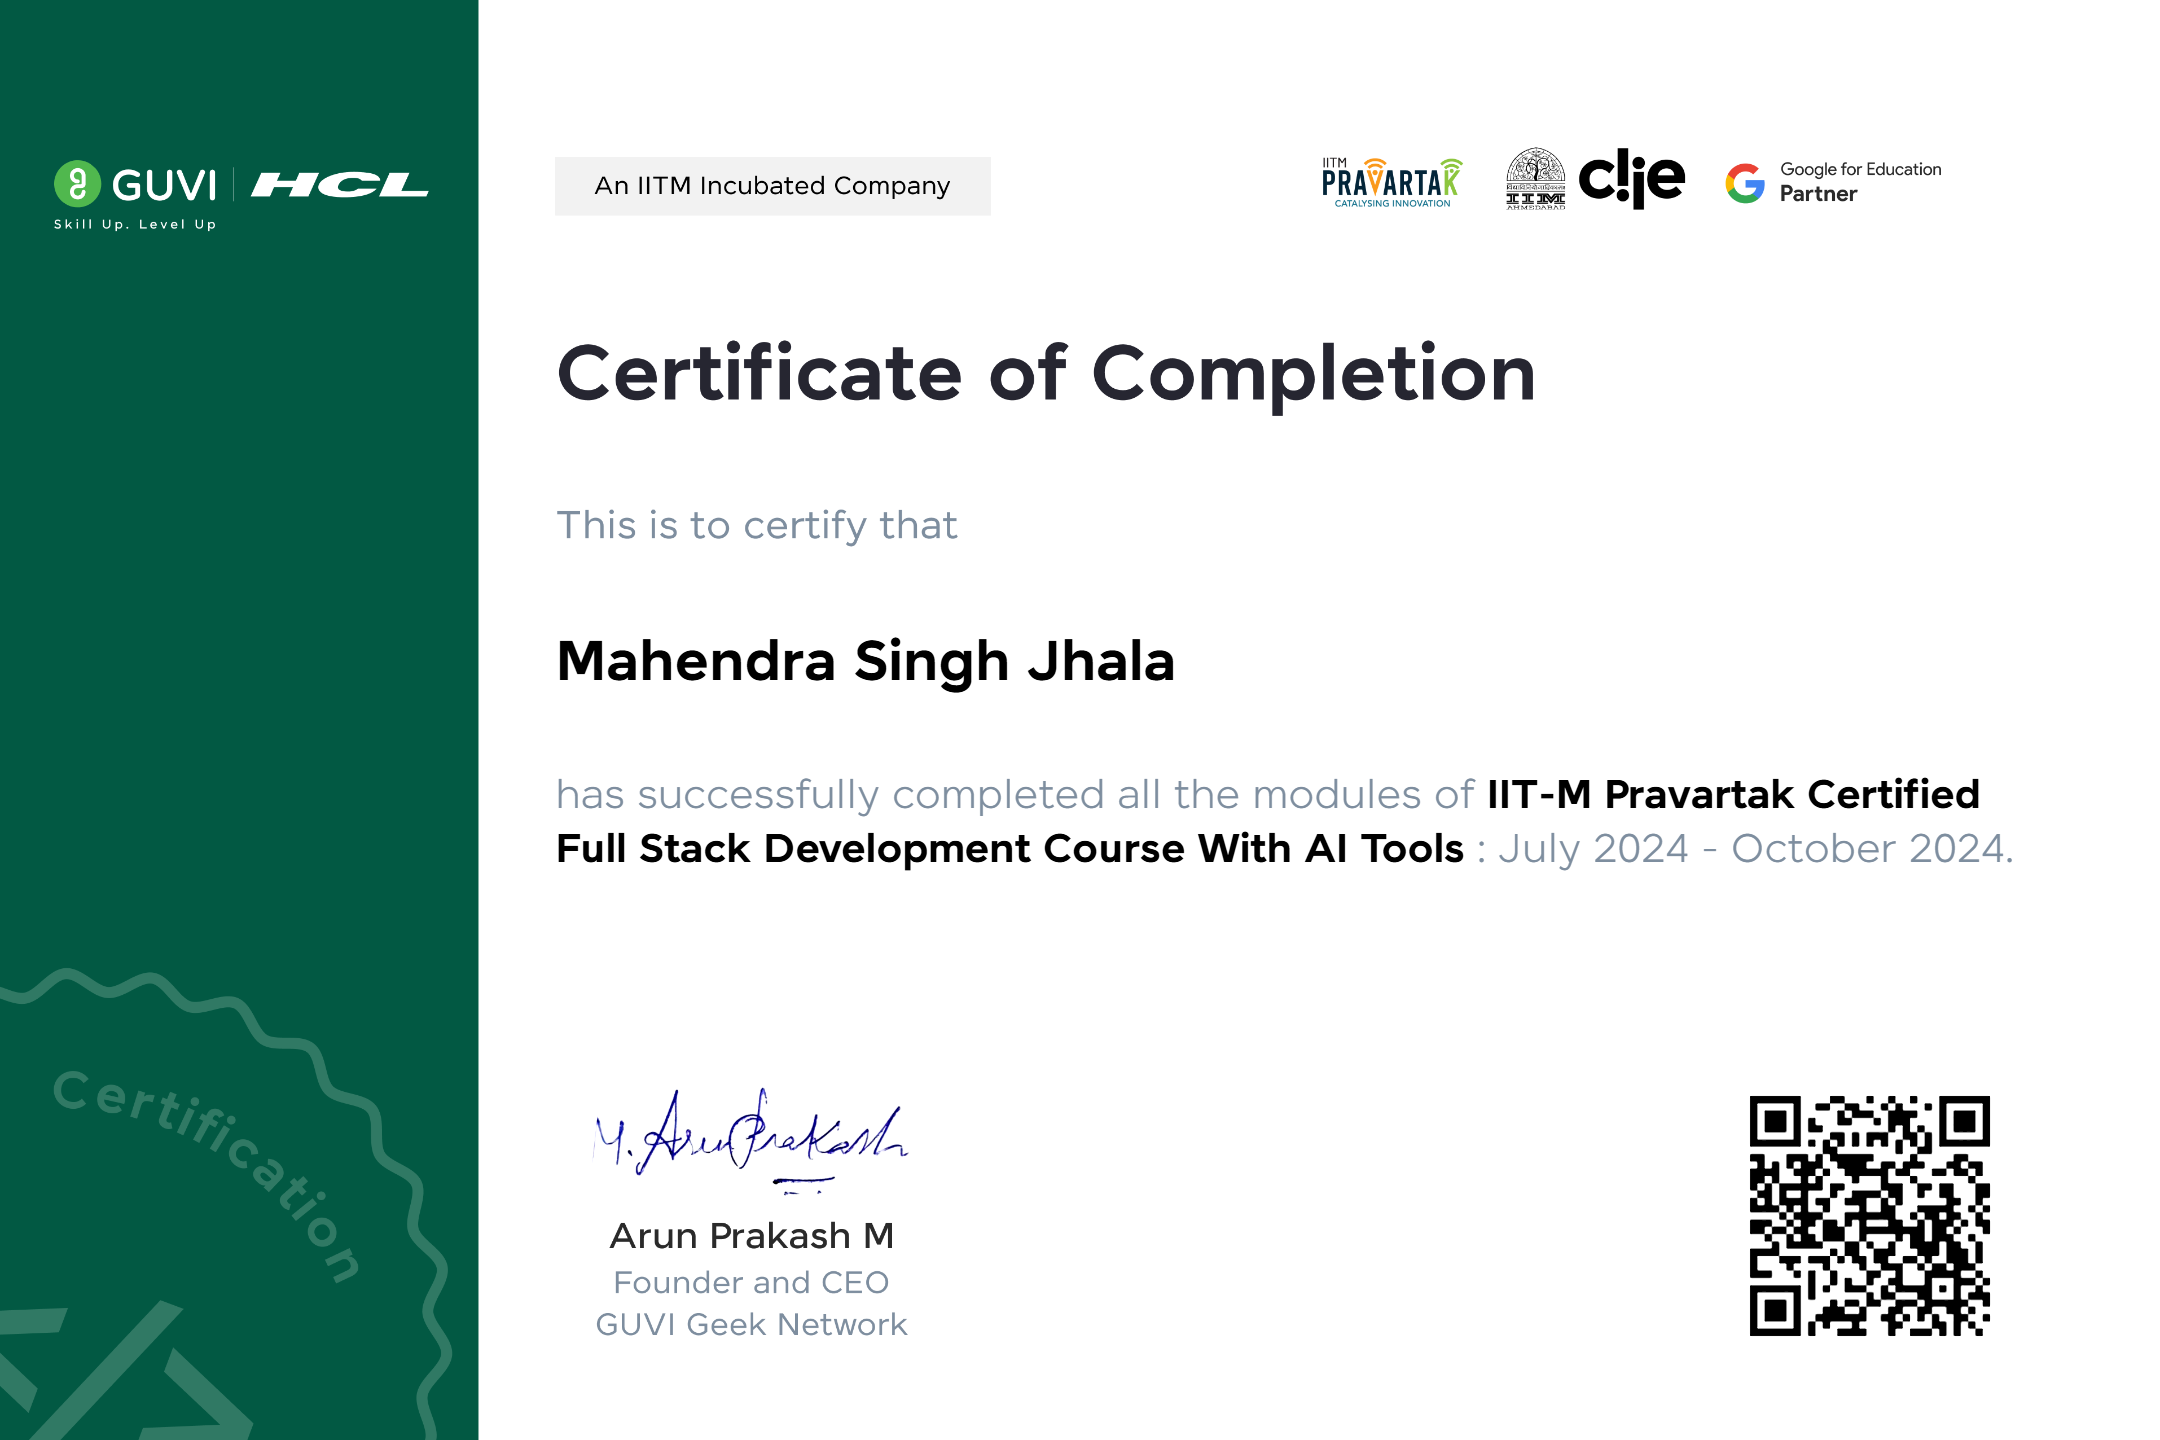 GUVI HCL
Skill Up. Level Up
An IITM Incubated Company
IITM
PRAVARTAK
CATALYSING INNOVATION
IIM
AHMEDABAD
c!ie
Google for Education
Partner
Certificate of Completion
This is to certify that
Mahendra Singh Jhala
has successfully completed all the modules of IIT-M Pravartak Certified
Full Stack Development Course With AI Tools : July 2024 - October 2024.
Certification
</>
M. Arun Prakash
Arun Prakash M
Founder and CEO
GUVI Geek Network